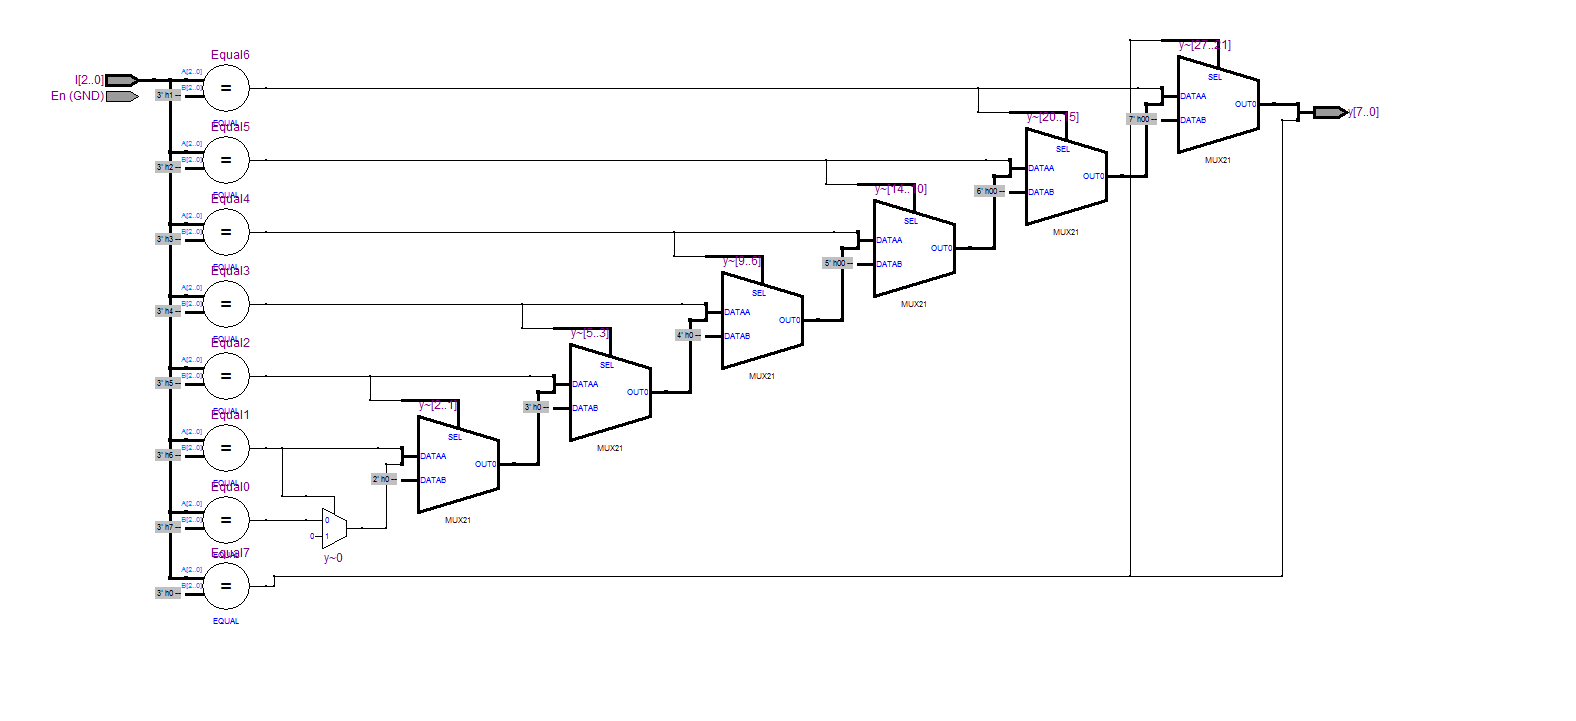 Equal6
I[2..0]
En (GND)
A[2..0]
B[2..0]
3' h1
=
EQUAL
Equal5
A[2..0]
B[2..0]
3' h2
=
EQUAL
Equal4
A[2..0]
B[2..0]
3' h3
=
EQUAL
Equal3
A[2..0]
B[2..0]
3' h4
=
EQUAL
Equal2
A[2..0]
B[2..0]
3' h5
=
EQUAL
Equal1
A[2..0]
B[2..0]
3' h6
=
EQUAL
Equal0
A[2..0]
B[2..0]
3' h7
=
EQUAL
Equal7
A[2..0]
B[2..0]
3' h0
=
EQUAL
0
0
1
y~0
y~[2..1]
SEL
DATAA
2' h0
DATAB
OUT0
MUX21
y~[5..3]
SEL
DATAA
3' h0
DATAB
OUT0
MUX21
y~[9..6]
SEL
DATAA
4' h0
DATAB
OUT0
MUX21
y~[14..10]
SEL
DATAA
5' h00
DATAB
OUT0
MUX21
y~[20..15]
SEL
DATAA
6' h00
DATAB
OUT0
MUX21
y~[27..21]
SEL
DATAA
7' h00
DATAB
OUT0
MUX21
y[7..0]